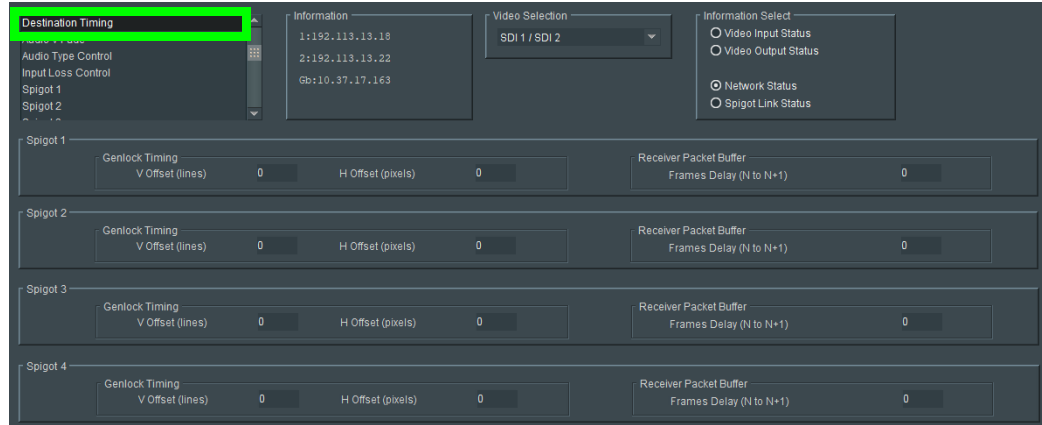 Destination Timing
Audio Type Control
Input Loss Control
Spigot 1
Spigot 2
Information
1:192.113.13.18
2:192.113.13.22
Gb:10.37.17.163
Video Selection
SDI 1 / SDI 2
Information Select
Video Input Status
Video Output Status
Network Status
Spigot Link Status
Spigot 1
Genlock Timing
V Offset (lines) 0 H Offset (pixels) 0
Receiver Packet Buffer
Frames Delay (N to N+1) 0
Spigot 2
Genlock Timing
V Offset (lines) 0 H Offset (pixels) 0
Receiver Packet Buffer
Frames Delay (N to N+1) 0
Spigot 3
Genlock Timing
V Offset (lines) 0 H Offset (pixels) 0
Receiver Packet Buffer
Frames Delay (N to N+1) 0
Spigot 4
Genlock Timing
V Offset (lines) 0 H Offset (pixels) 0
Receiver Packet Buffer
Frames Delay (N to N+1) 0